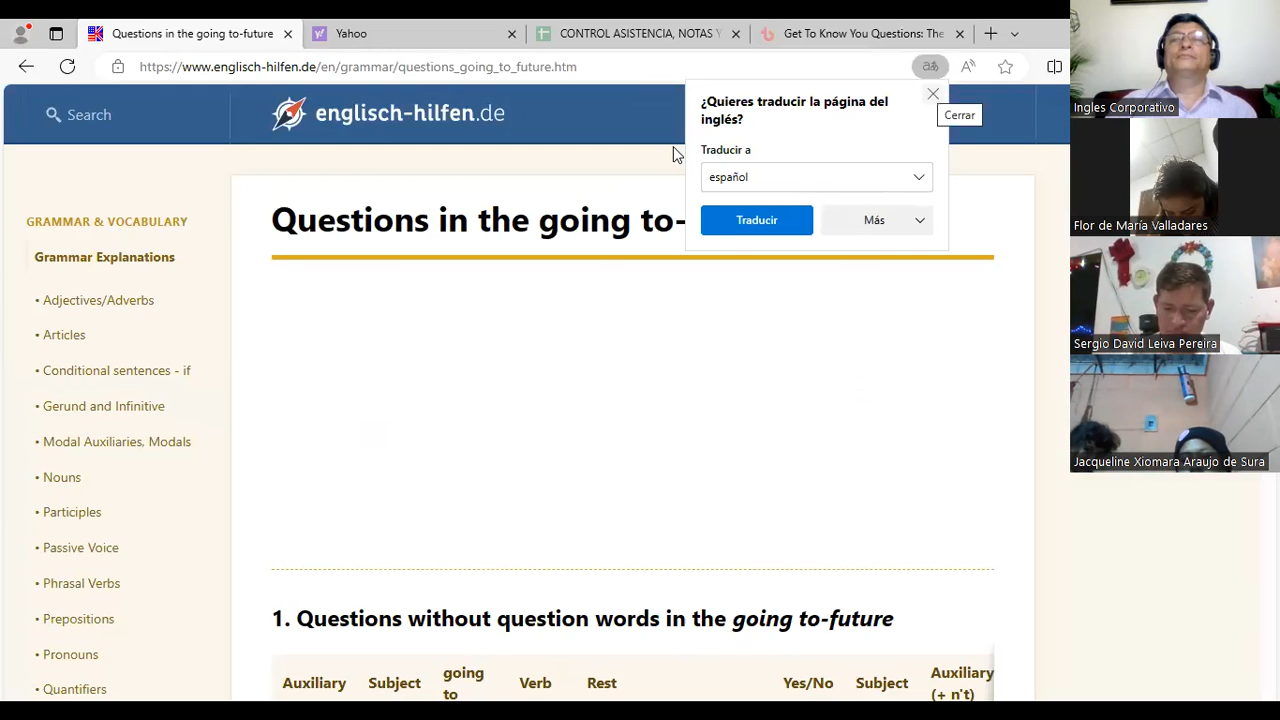 Questions in the going to-future
Yahoo
CONTROL ASISTENCIA, NOTAS Y
Get To Know You Questions: The
https://www.englisch-hilfen.de/en/grammar/questions_going_to_future.htm
Search
englisch-hilfen.de
¿Quieres traducir la página del
inglés?
Cerrar
Traducir a
español
Traducir
Más
GRAMMAR & VOCABULARY
Grammar Explanations
• Adjectives/Adverbs
• Articles
• Conditional sentences - if
• Gerund and Infinitive
• Modal Auxiliaries, Modals
• Nouns
• Participles
• Passive Voice
• Phrasal Verbs
• Prepositions
• Pronouns
• Quantifiers
Questions in the going to-
1. Questions without question words in the going to-future
Auxiliary Subject going to Verb Rest Yes/No Subject Auxiliary (+ n't)
Ingles Corporativo
Flor de María Valladares
Sergio David Leiva Pereira
Jacqueline Xiomara Araujo de Sura